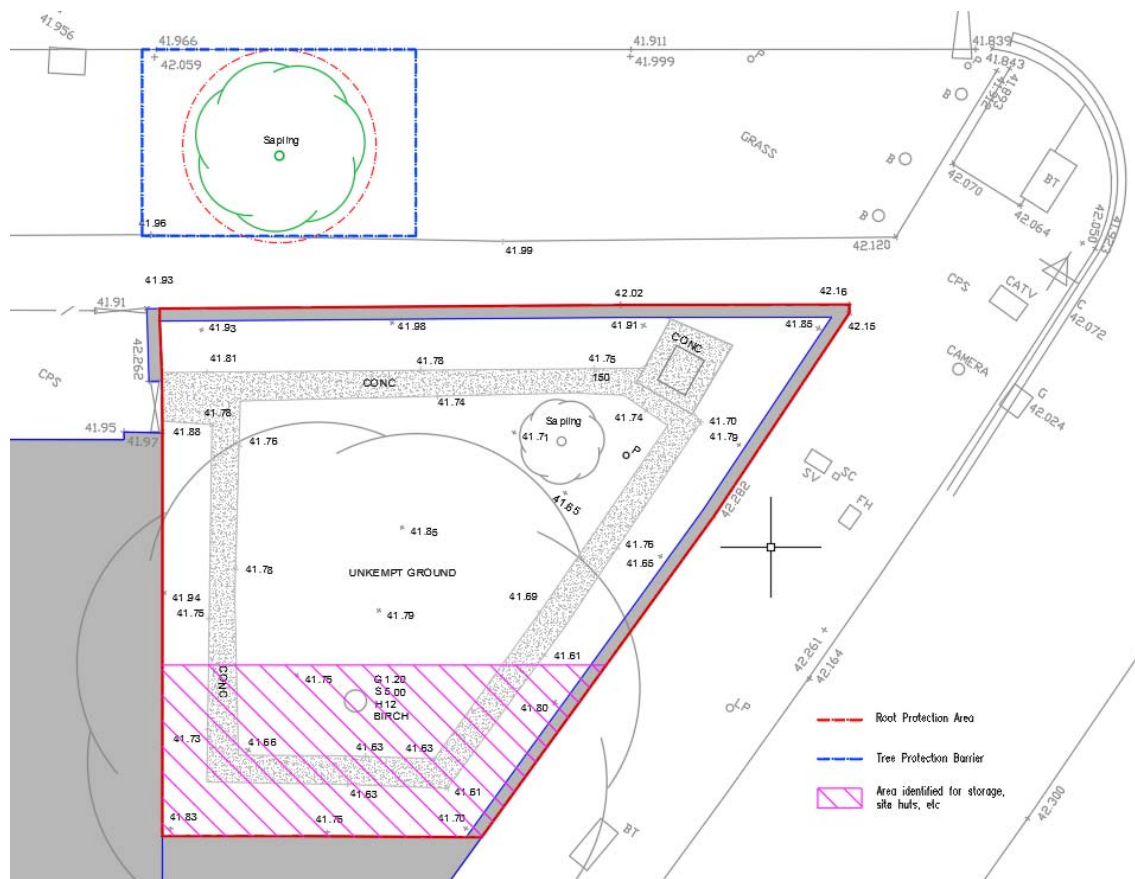 41.956
41.966
42.059
41.911
41.999
P
41.839
P
41.843
41.893
B
Sapling
GRASS
B
BT
42.070
42.064
B
42.050
41.923
41.96
41.99
42.120
CPS
CATV
C
42.072
41.93
42.02
42.16
41.91
41.93
41.98
41.91
41.85
42.15
42.262
CONC
CAMERA
41.81
41.78
41.75
CPS
CONC
150
G
42.024
41.78
41.74
Sapling
41.74
41.70
41.95
41.97
41.88
41.76
41.71
P
41.79
SV
SC
41.65
42.282
FH
41.85
41.76
41.65
41.78
UNKEMPT GROUND
41.94
41.75
41.79
41.69
42.261
42.164
41.61
CONC
41.75
G 1.20
S 5.00
H12
BIRCH
41.80
LP
41.73
41.66
41.63
41.63
Root Protection Area
Tree Protection Barrier
41.63
41.61
Area identified for storage,
site huts, etc
41.83
41.75
41.70
BT
42.300